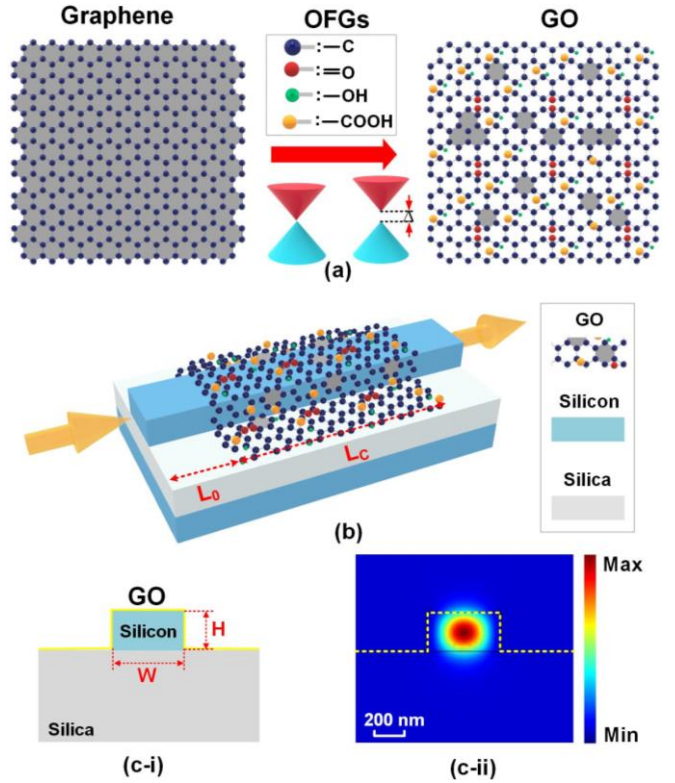 Graphene
OFGs
GO
:—C
:=O
:—OH
:—COOH
Δ
(a)
GO
Silicon
Silica
L0
LC
(b)
GO
Silicon
H
W
Silica
(c-i)
Max
Min
200 nm
(c-ii)